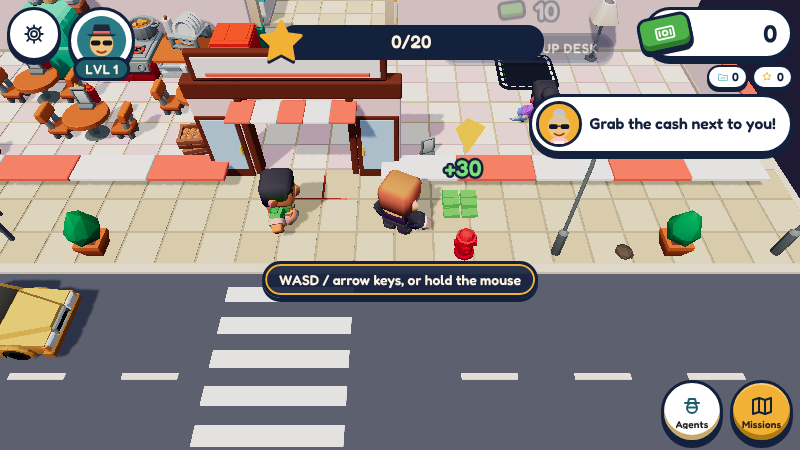 10
0/20
0
UP DESK
LVL 1
0
0
Grab the cash next to you!
+30
WASD / arrow keys, or hold the mouse
Agents
Missions